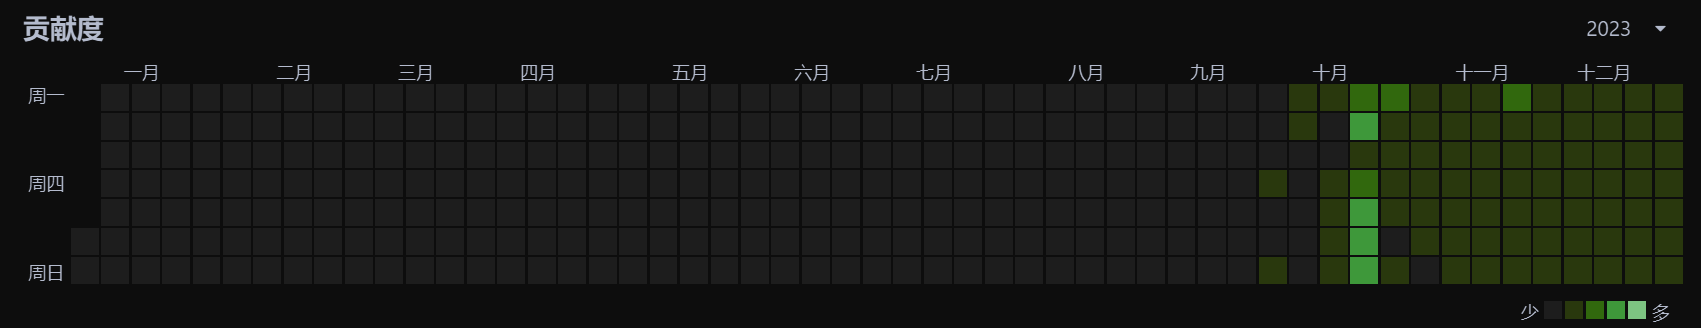 贡献度
2023
一月 二月 三月 四月 五月 六月 七月 八月 九月 十月 十一月 十二月
周一
周四
周日
少 多